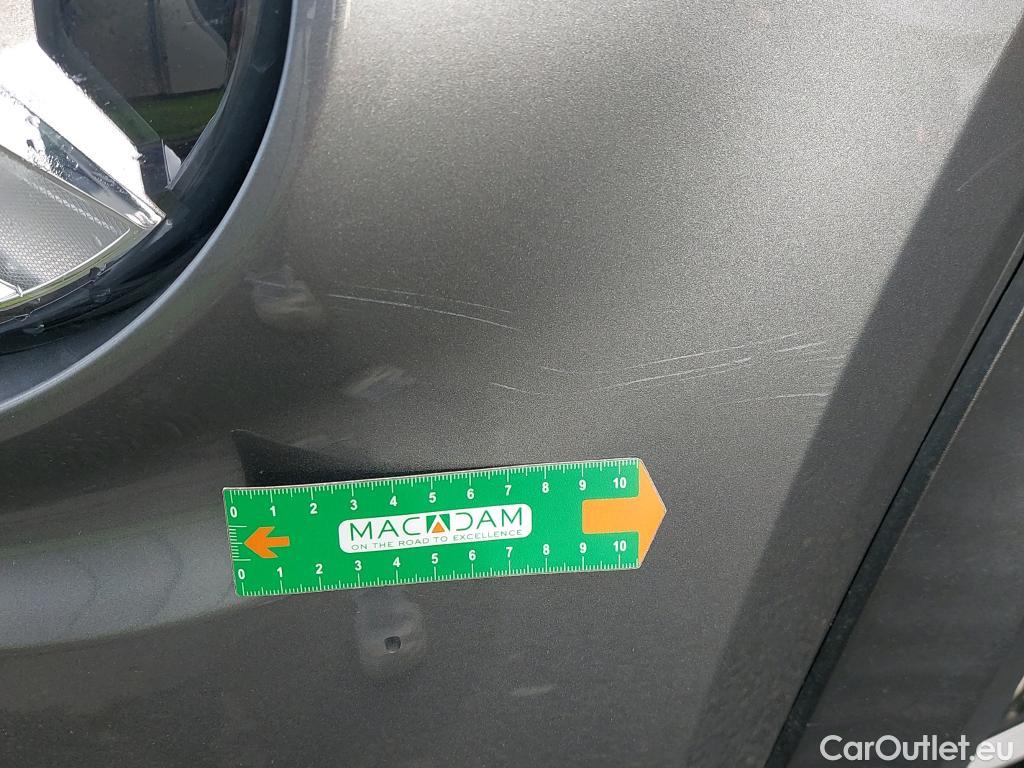 0 1 2 3 4 5 6 7 8 9 10
MACADAM
ON THE ROAD TO EXCELLENCE
0 1 2 3 4 5 6 7 8 9 10
CarOutlet.eu